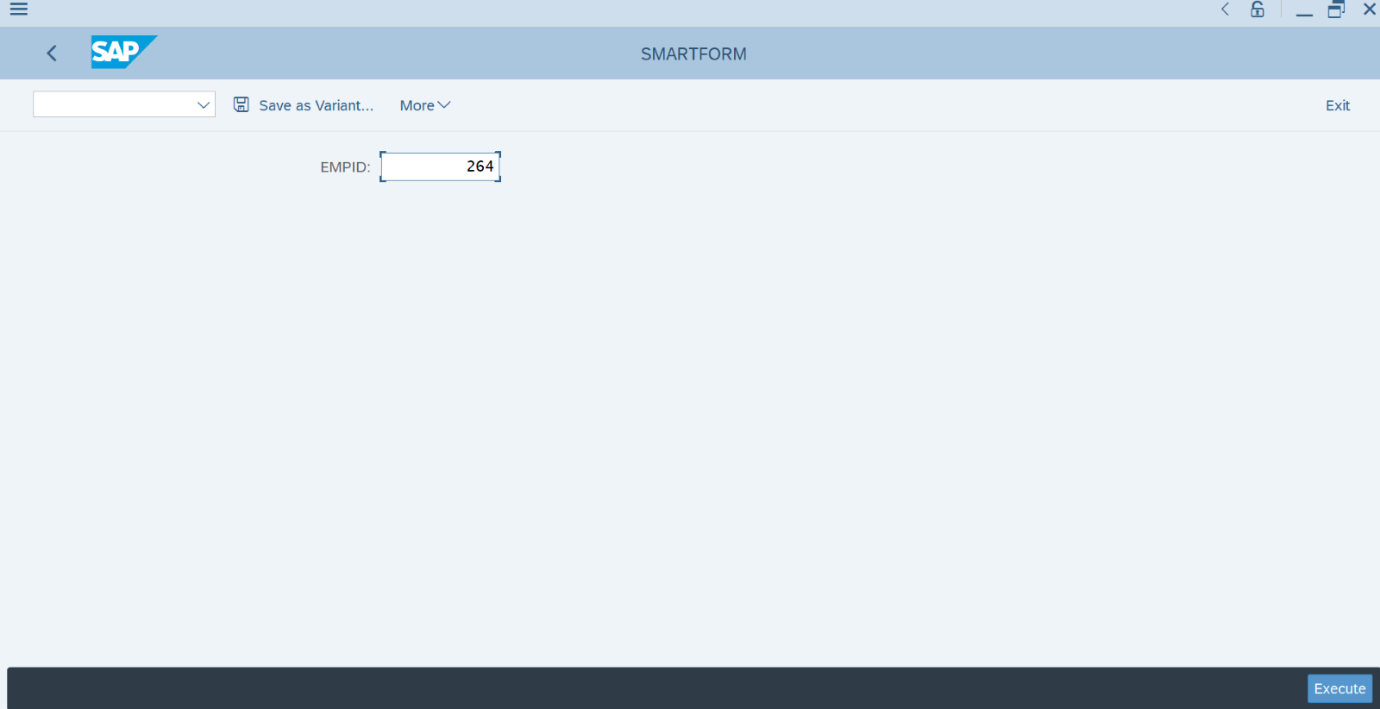 SAP
SMARTFORM
Save as Variant... More Exit
EMPID: 264
Execute